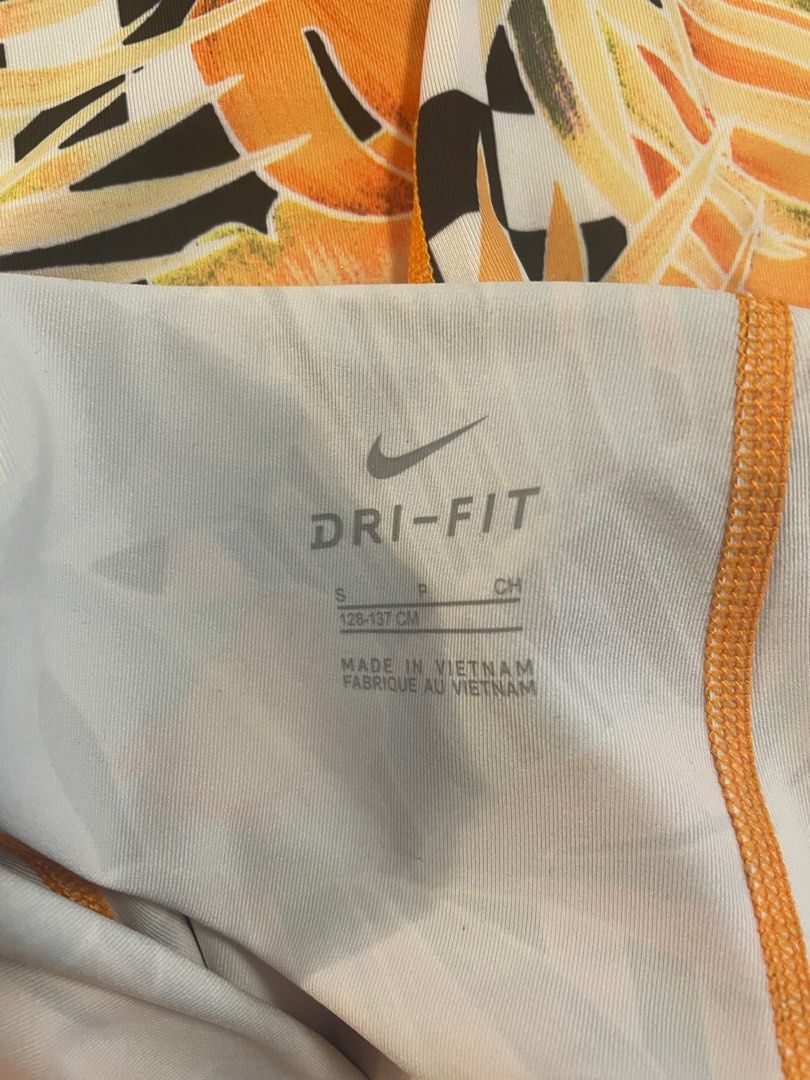 DRI-FIT
S P CH
128-137 CM
MADE IN VIETNAM
FABRIQUE AU VIETNAM